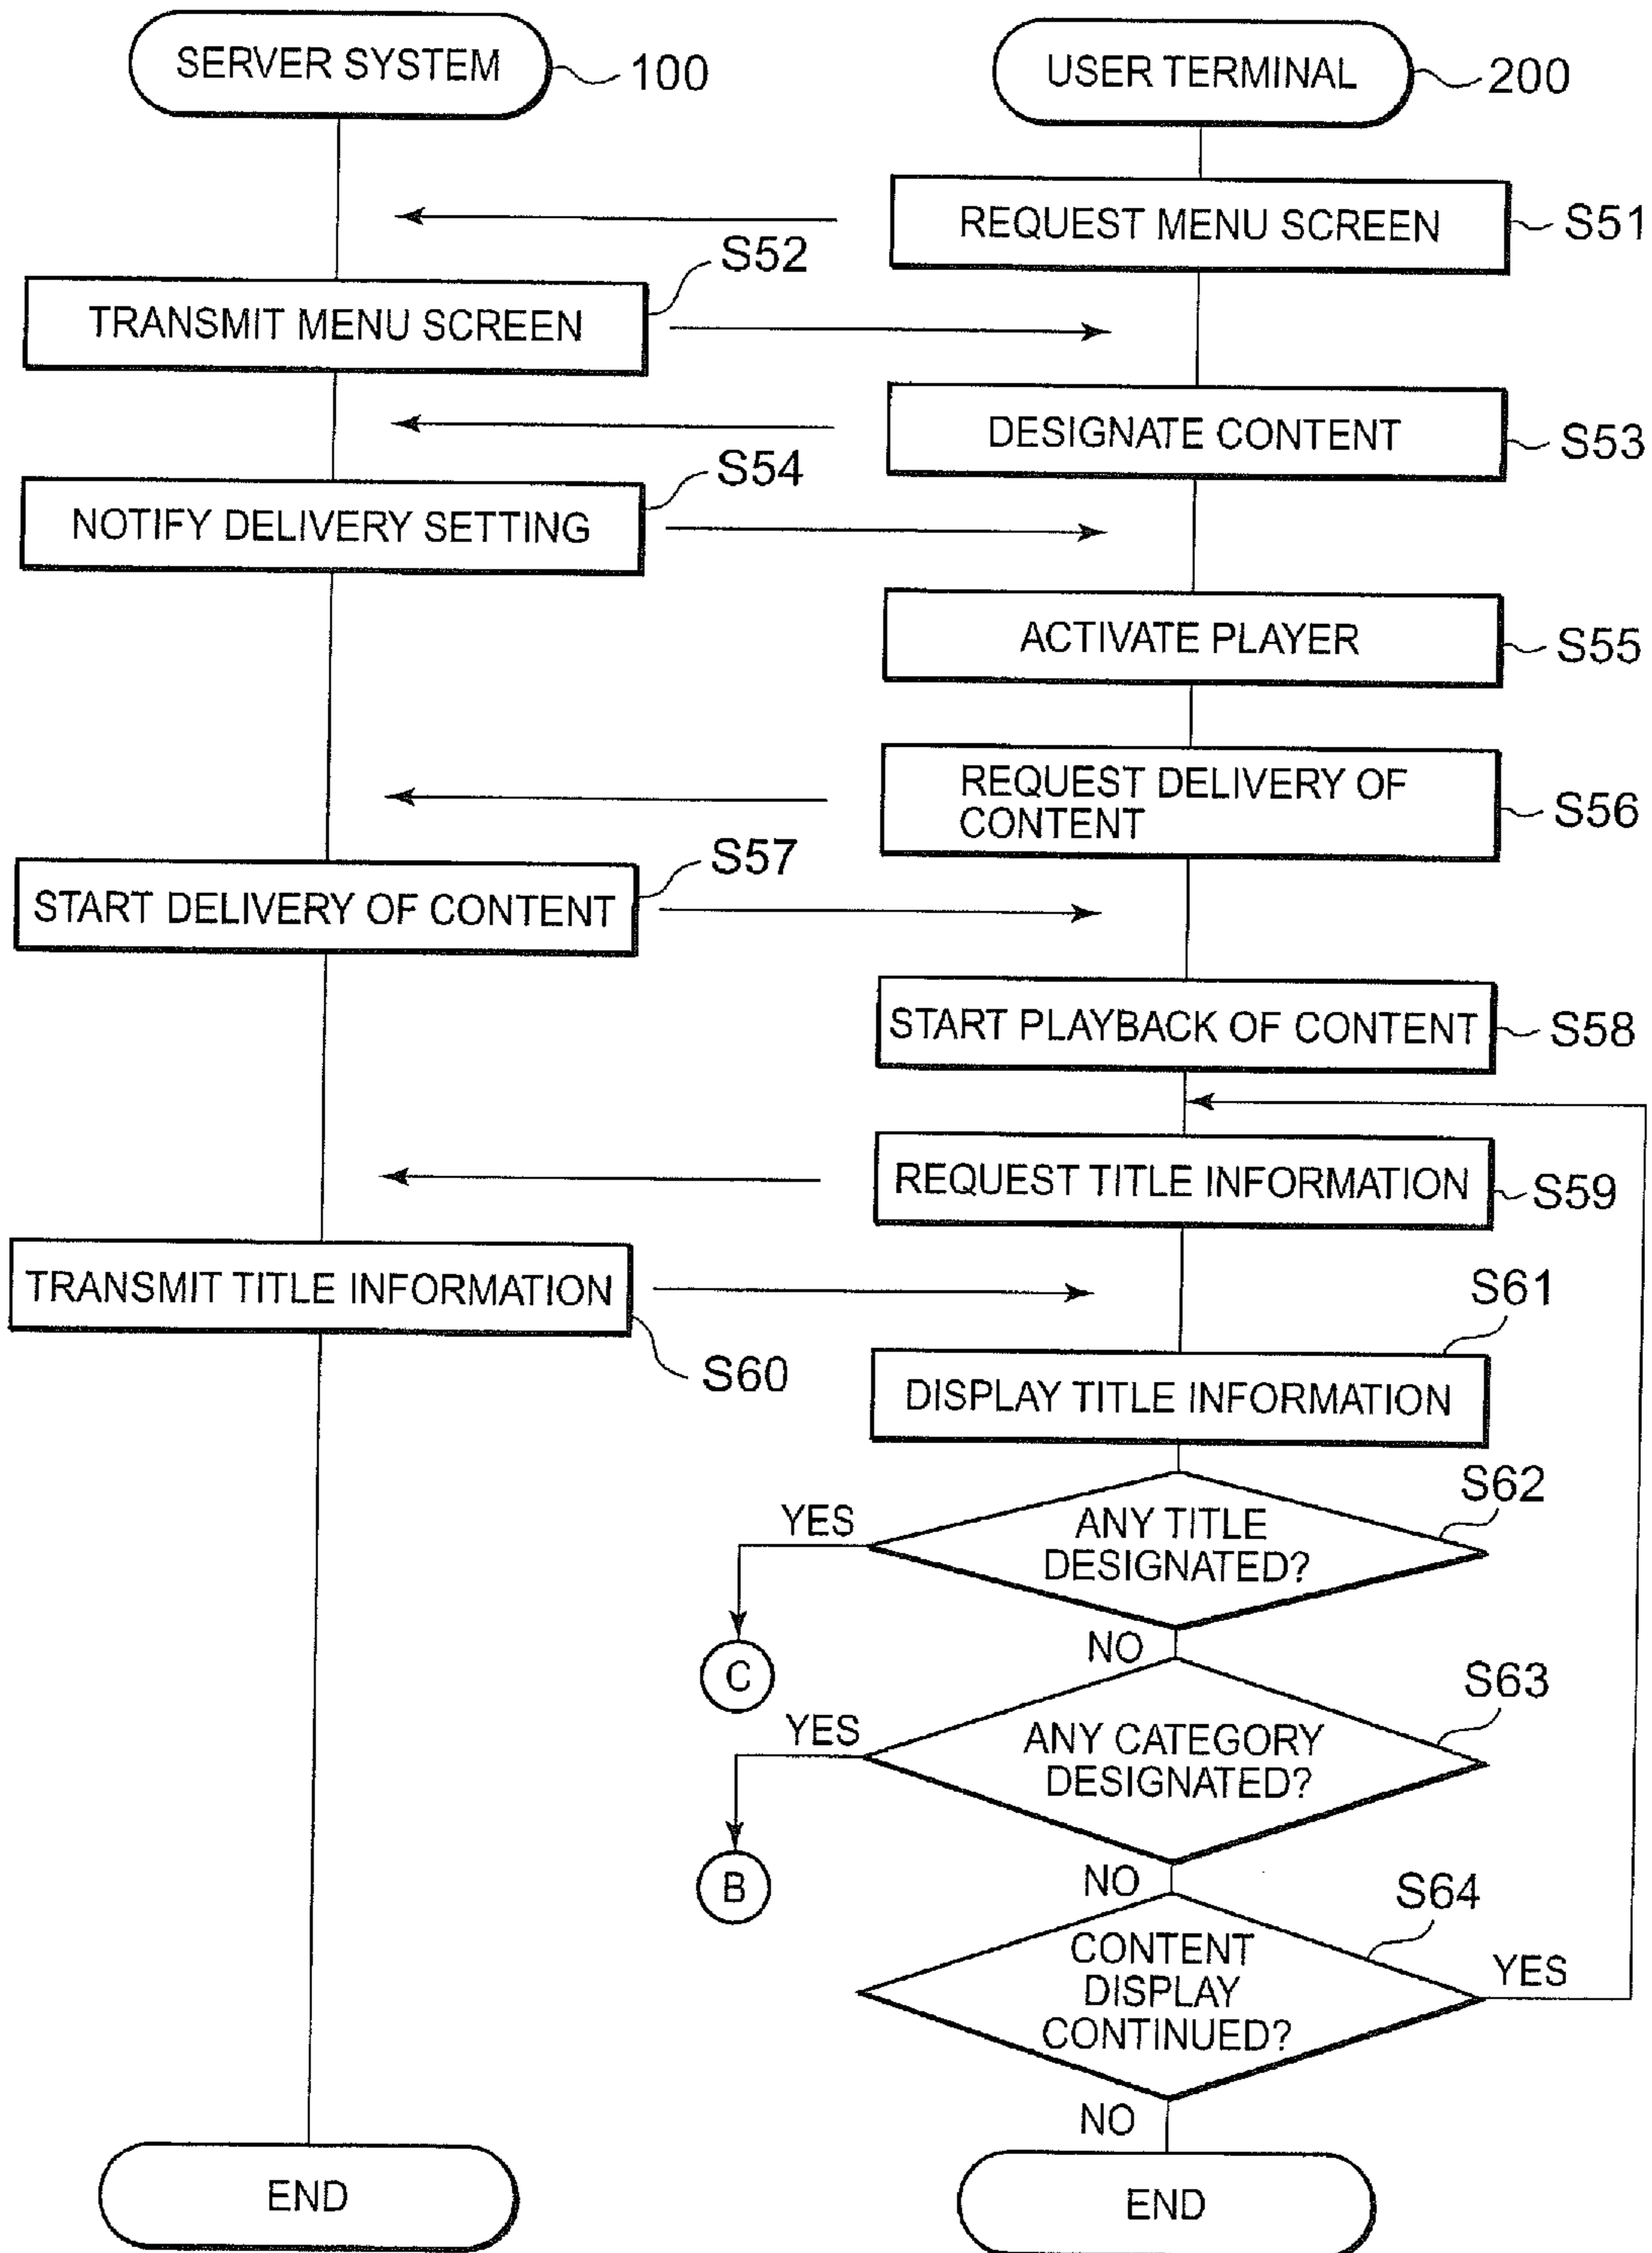 SERVER SYSTEM
100
USER TERMINAL
200
REQUEST MENU SCREEN
S51
S52
TRANSMIT MENU SCREEN
DESIGNATE CONTENT
S53
S54
NOTIFY DELIVERY SETTING
ACTIVATE PLAYER
S55
REQUEST DELIVERY OF
CONTENT
S56
S57
START DELIVERY OF CONTENT
START PLAYBACK OF CONTENT
S58
REQUEST TITLE INFORMATION
S59
TRANSMIT TITLE INFORMATION
S60
S61
DISPLAY TITLE INFORMATION
S62
YES
ANY TITLE
DESIGNATED?
C
NO
S63
YES
ANY CATEGORY
DESIGNATED?
B
NO
S64
CONTENT
DISPLAY
CONTINUED?
YES
NO
END
END